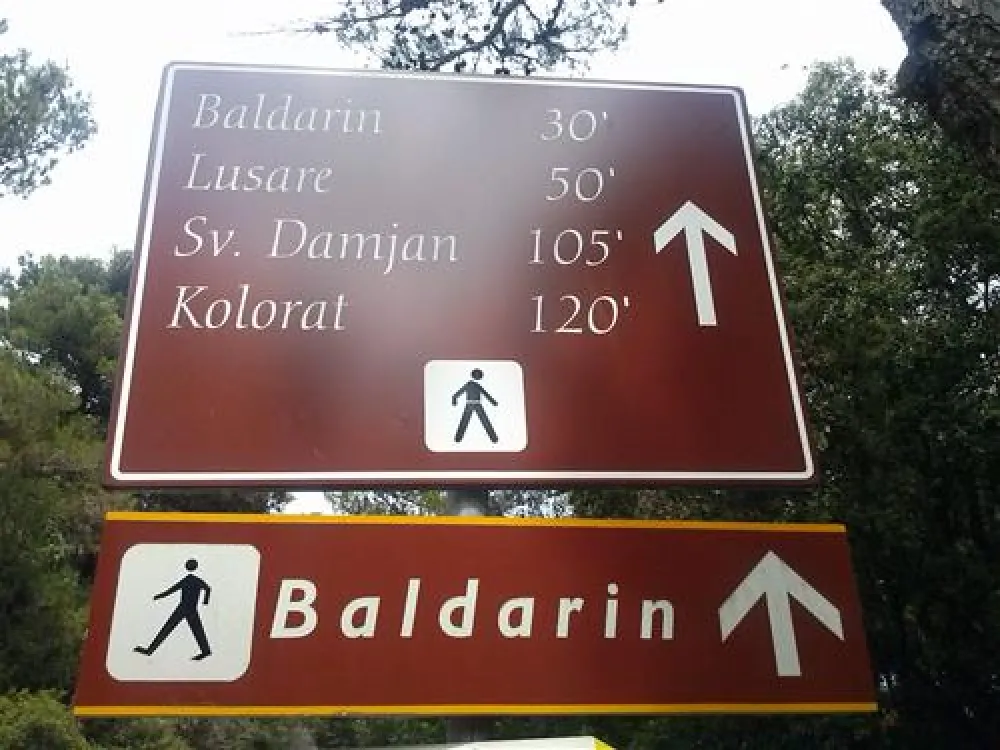 Baldarin 30'
Lusare 50'
Sv. Damjan 105'
Kolorat 120'
Baldarin